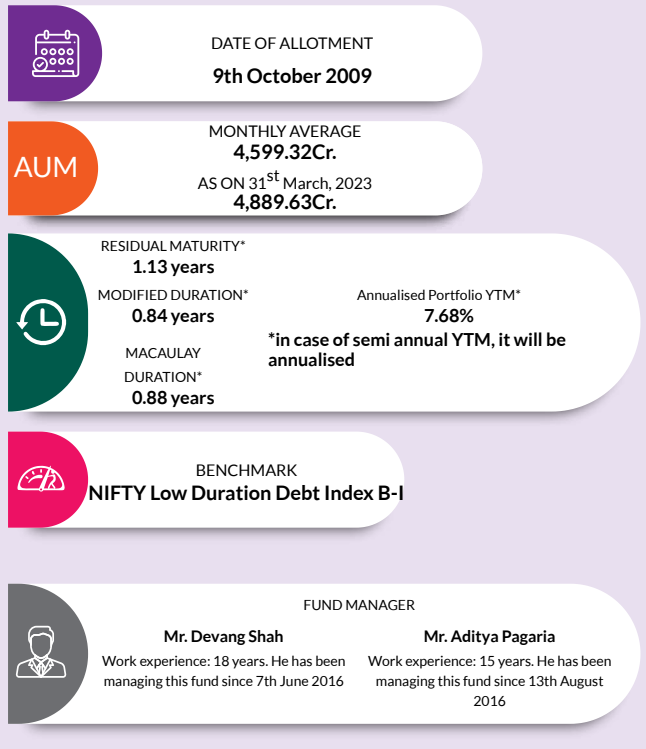 DATE OF ALLOTMENT
9th October 2009
AUM
MONTHLY AVERAGE
4,599.32Cr.
AS ON 31st March, 2023
4,889.63Cr.
RESIDUAL MATURITY*
1.13 years
MODIFIED DURATION*
0.84 years
MACAULAY
DURATION*
0.88 years
Annualised Portfolio YTM*
7.68%
*in case of semi annual YTM, it will be
annualised
BENCHMARK
NIFTY Low Duration Debt Index B-I
FUND MANAGER
Mr. Devang Shah
Work experience: 18 years. He has been
managing this fund since 7th June 2016
Mr. Aditya Pagaria
Work experience: 15 years. He has been
managing this fund since 13th August
2016